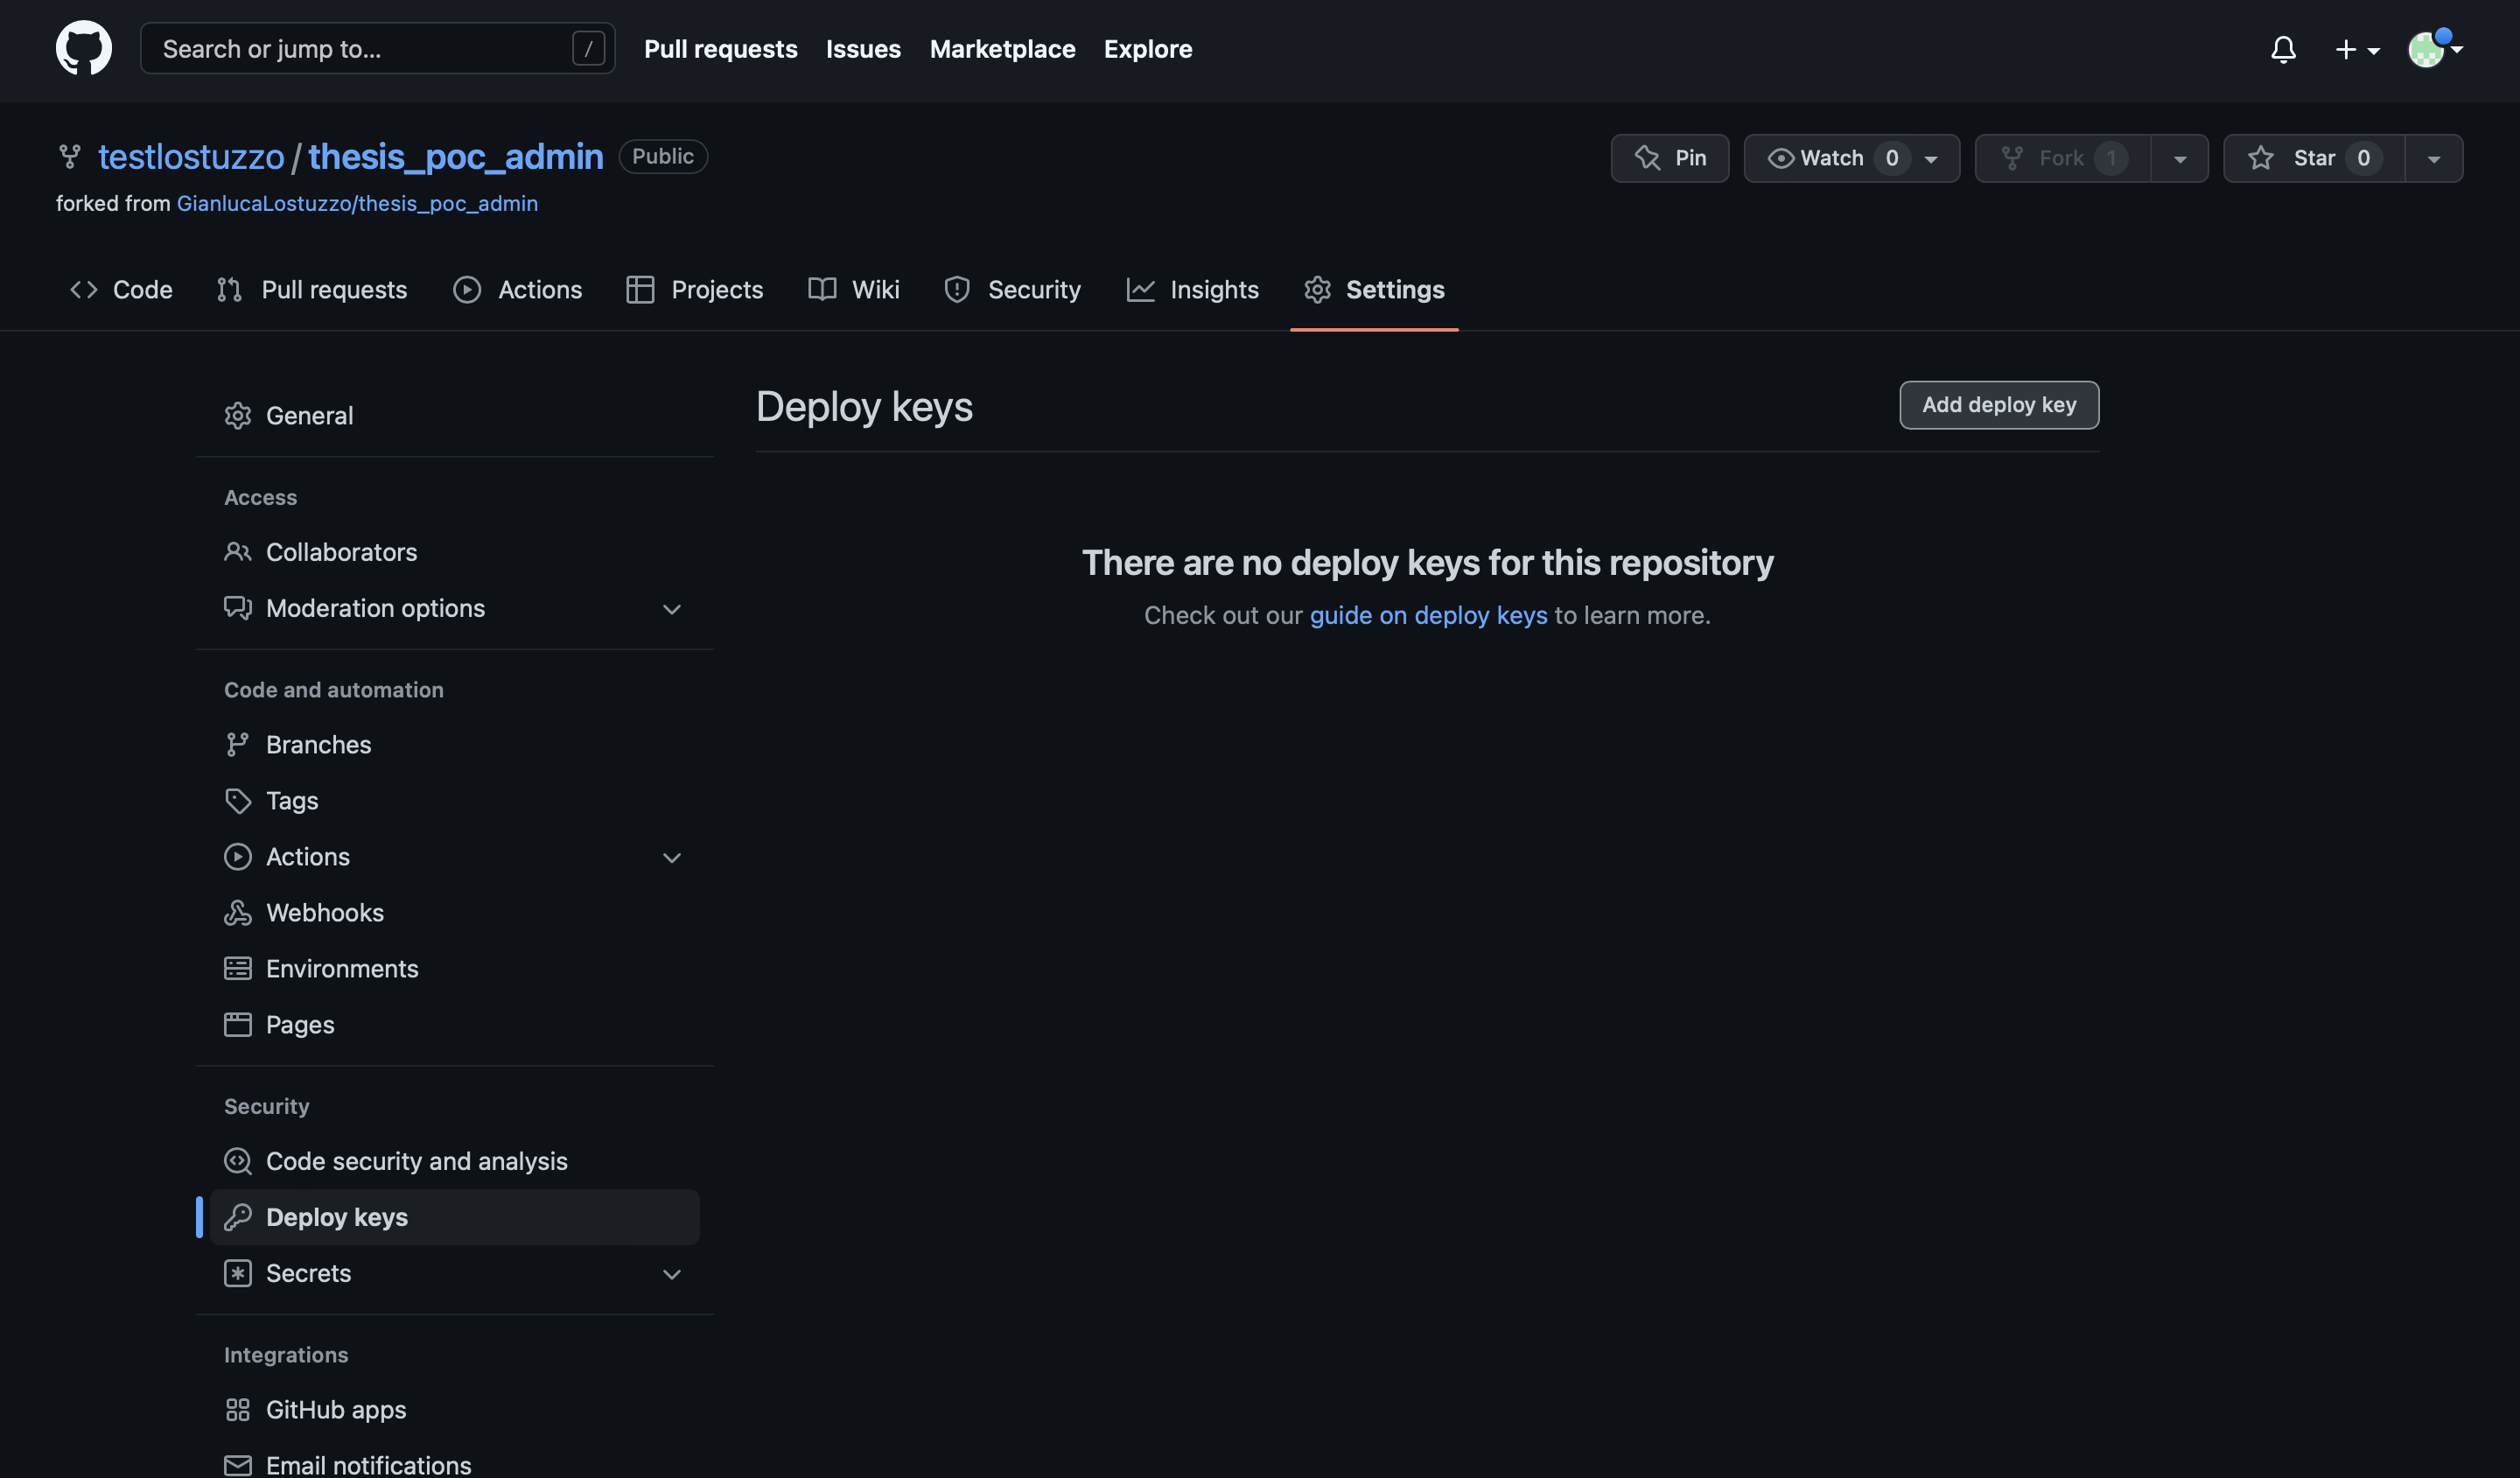 Search or jump to... /
Pull requests Issues Marketplace Explore
testlostuzzo / thesis_poc_admin Public
Pin Watch 0 Fork 1 Star 0
forked from GianlucaLostuzzo/thesis_poc_admin
Code Pull requests Actions Projects Wiki Security Insights Settings
General
Access
Collaborators
Moderation options
Code and automation
Branches
Tags
Actions
Webhooks
Environments
Pages
Security
Code security and analysis
Deploy keys
Secrets
Integrations
GitHub apps
Email notifications
Deploy keys
Add deploy key
There are no deploy keys for this repository
Check out our guide on deploy keys to learn more.